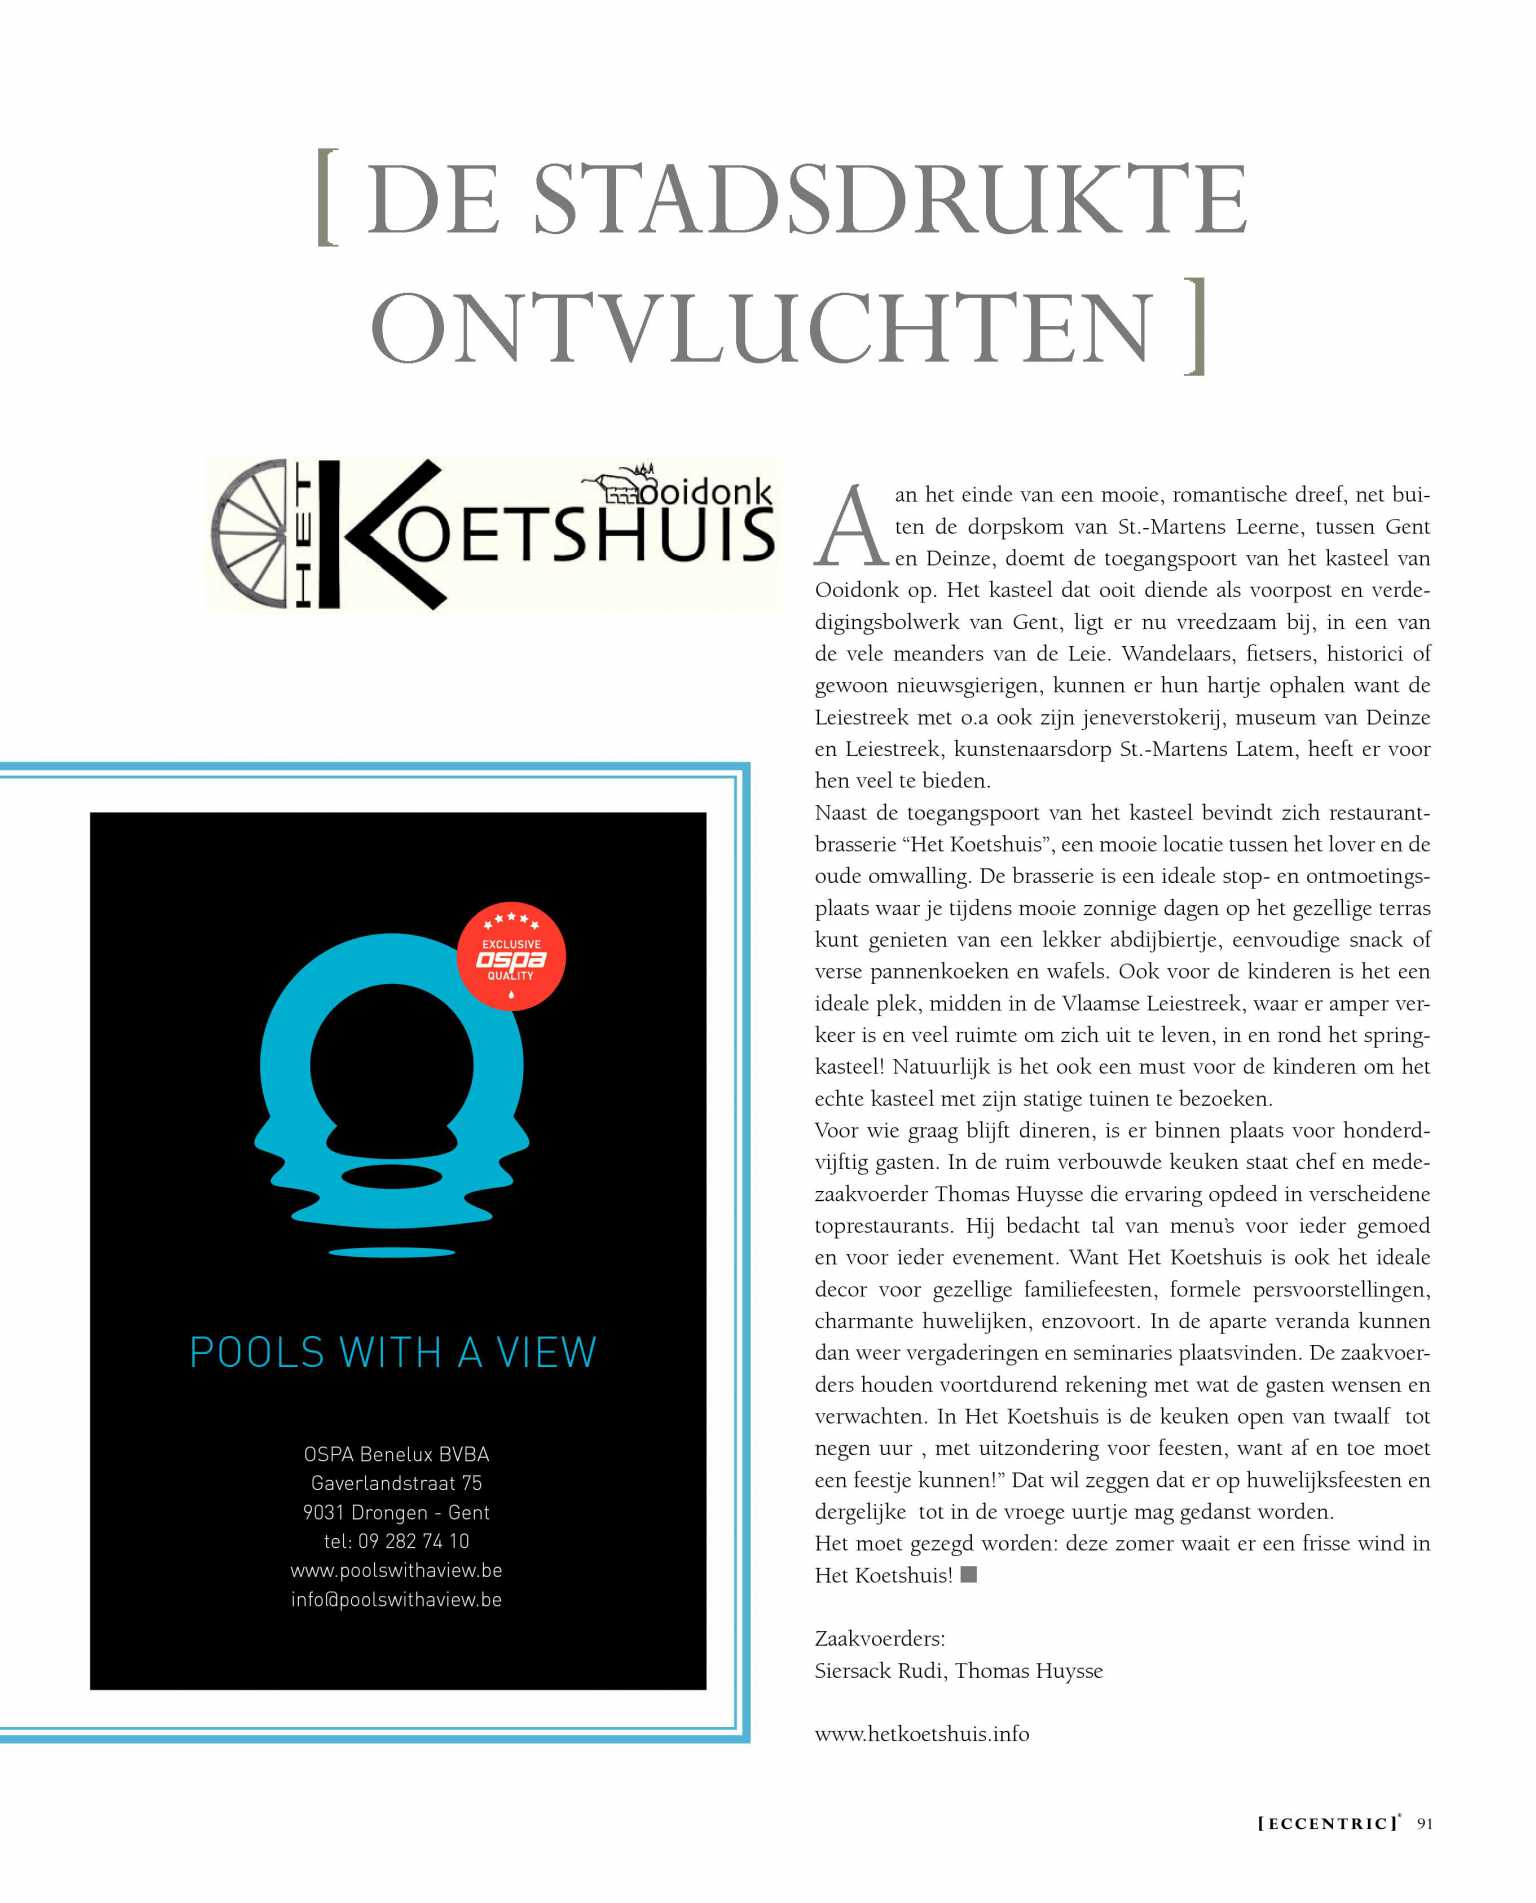 [ DE STADSDRUKTE
ONTVLUCHTEN ]
HET KOETSHUIS
ooidonk
Aan het einde van een mooie, romantische dreef, net bui-
ten de dorpskom van St.-Martens Leerne, tussen Gent
en Deinze, doemt de toegangspoort van het kasteel van
Ooidonk op. Het kasteel dat ooit diende als voorpost en verde-
digingsbolwerk van Gent, ligt er nu vreedzaam bij, in een van
de vele meanders van de Leie. Wandelaars, fietsers, historici of
gewoon nieuwsgierigen, kunnen er hun hartje ophalen want de
Leiestreek met o.a ook zijn jeneverstokerij, museum van Deinze
en Leiestreek, kunstenaarsdorp St.-Martens Latem, heeft er voor
hen veel te bieden.
Naast de toegangspoort van het kasteel bevindt zich restaurant-
brasserie “Het Koetshuis”, een mooie locatie tussen het lover en de
oude omwalling. De brasserie is een ideale stop- en ontmoetings-
plaats waar je tijdens mooie zonnige dagen op het gezellige terras
kunt genieten van een lekker abdijbiertje, eenvoudige snack of
verse pannenkoeken en wafels. Ook voor de kinderen is het een
ideale plek, midden in de Vlaamse Leiestreek, waar er amper ver-
keer is en veel ruimte om zich uit te leven, in en rond het spring-
kasteel! Natuurlijk is het ook een must voor de kinderen om het
echte kasteel met zijn statige tuinen te bezoeken.
Voor wie graag blijft dineren, is er binnen plaats voor honderd-
vijftig gasten. In de ruim verbouwde keuken staat chef en mede-
zaakvoerder Thomas Huysse die ervaring opdeed in verscheidene
toprestaurants. Hij bedacht tal van menu’s voor ieder gemoed
en voor ieder evenement. Want Het Koetshuis is ook het ideale
decor voor gezellige familiefeesten, formele persvoorstellingen,
charmante huwelijken, enzovoort. In de aparte veranda kunnen
dan weer vergaderingen en seminaries plaatsvinden. De zaakvoer-
ders houden voortdurend rekening met wat de gasten wensen en
verwachten. In Het Koetshuis is de keuken open van twaalf  tot
negen uur , met uitzondering voor feesten, want af en toe moet
een feestje kunnen!” Dat wil zeggen dat er op huwelijksfeesten en
dergelijke  tot in de vroege uurtje mag gedanst worden.
Het moet gezegd worden: deze zomer waait er een frisse wind in
Het Koetshuis! ■
Zaakvoerders:
Siersack Rudi, Thomas Huysse
www.hetkoetshuis.info
EXCLUSIVE
ospa
QUALITY
POOLS WITH A VIEW
OSPA Benelux BVBA
Gaverlandstraat 75
9031 Drongen - Gent
tel: 09 282 74 10
www.poolswithaview.be
info@poolswithaview.be
[ECCENTRIC]® 91